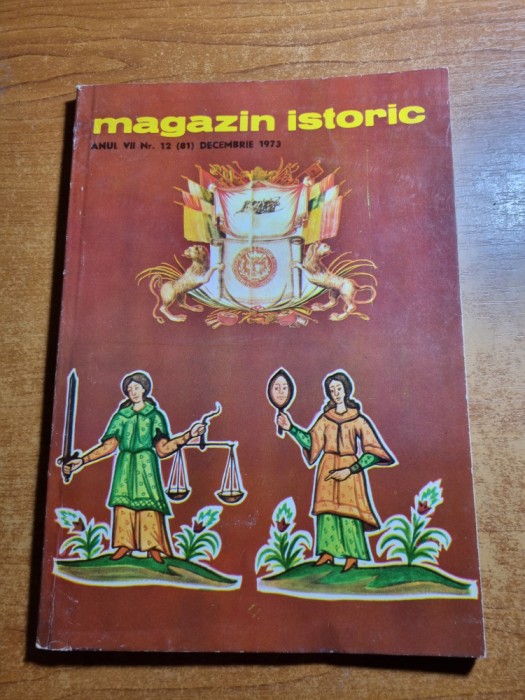 magazin istoric
ANUL VII Nr. 12 (81) DECEMBRIE 1973